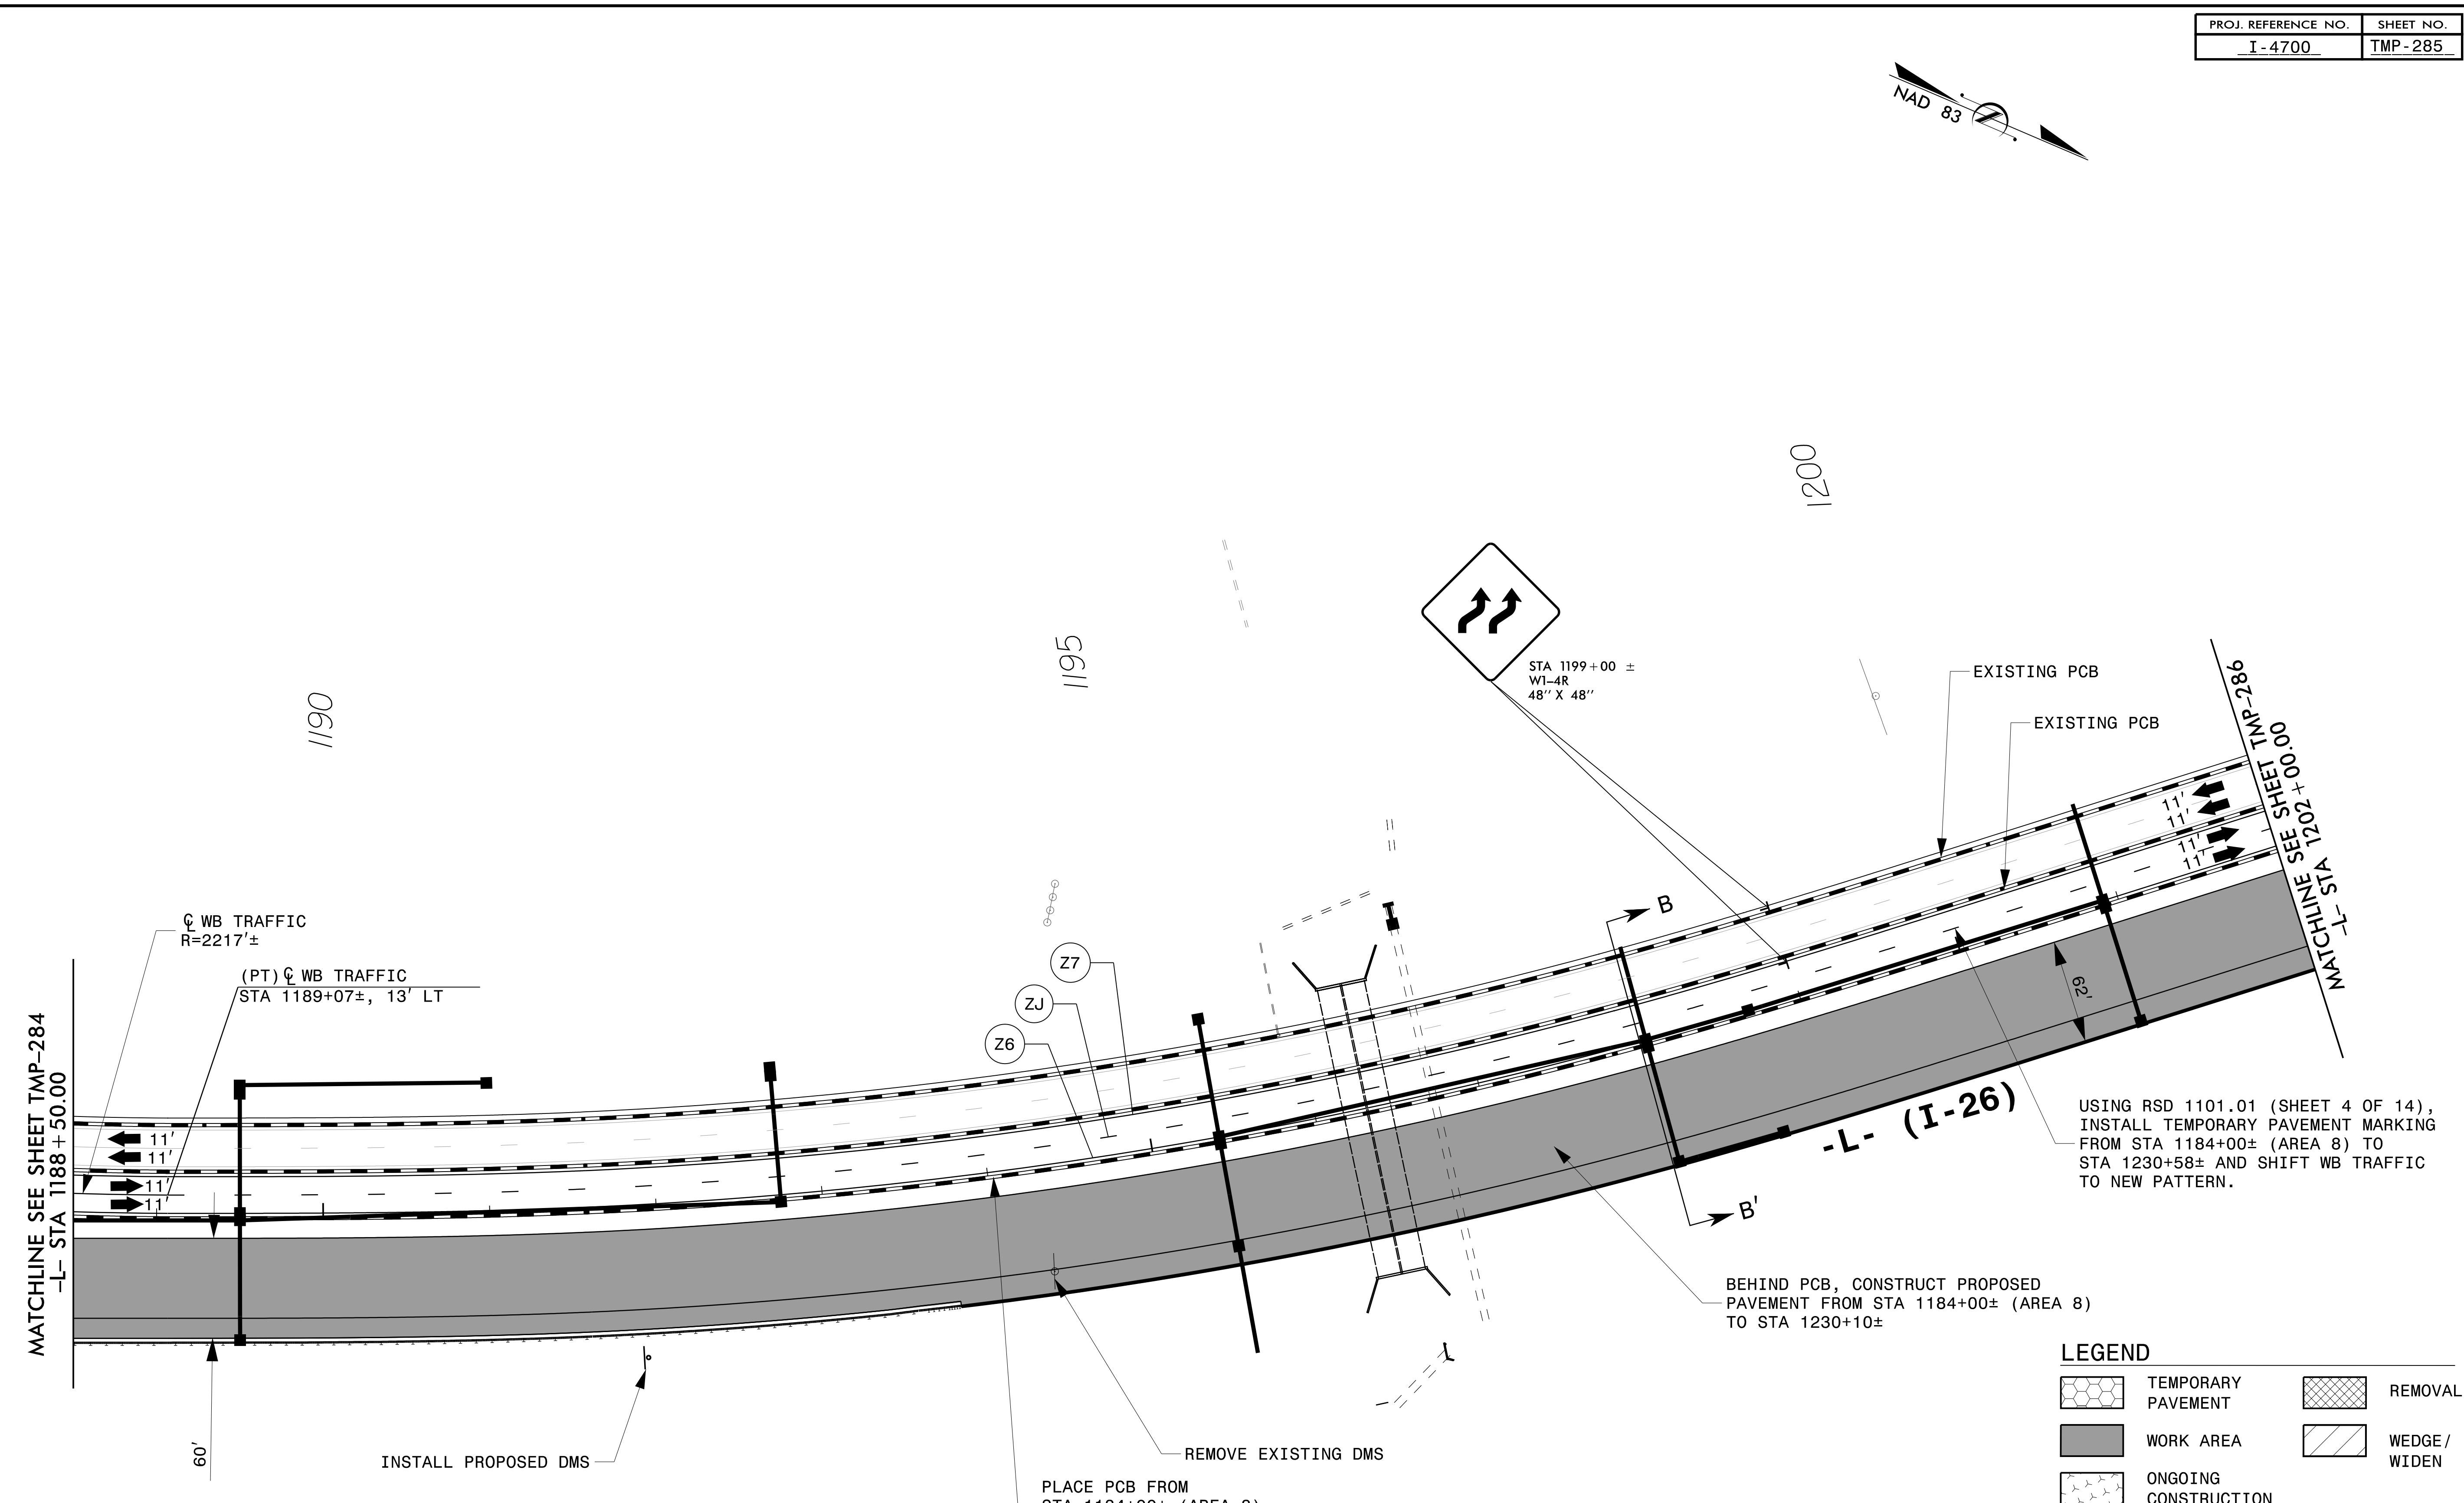 PROJ. REFERENCE NO.
SHEET NO.
I-4700
TMP-285
NAD 83
1190
1195
1200
STA 1199+00 ±
W1-4R
48" X 48"
EXISTING PCB
EXISTING PCB
MATCHLINE SEE SHEET TMP-286
-L- STA 1202+00.00
11'
11'
11'
11'
℄ WB TRAFFIC
R=2217'±
(PT) ℄ WB TRAFFIC
STA 1189+07±, 13' LT
Z7
ZJ
Z6
B
B'
62'
MATCHLINE SEE SHEET TMP-284
-L- STA 1188+50.00
11'
11'
11'
11'
60'
-L- (I-26)
USING RSD 1101.01 (SHEET 4 OF 14),
INSTALL TEMPORARY PAVEMENT MARKING
FROM STA 1184+00± (AREA 8) TO
STA 1230+58± AND SHIFT WB TRAFFIC
TO NEW PATTERN.
BEHIND PCB, CONSTRUCT PROPOSED
PAVEMENT FROM STA 1184+00± (AREA 8)
TO STA 1230+10±
INSTALL PROPOSED DMS
REMOVE EXISTING DMS
PLACE PCB FROM
LEGEND
TEMPORARY
PAVEMENT
REMOVAL
WORK AREA
WEDGE/
WIDEN
ONGOING
CONSTRUCTION